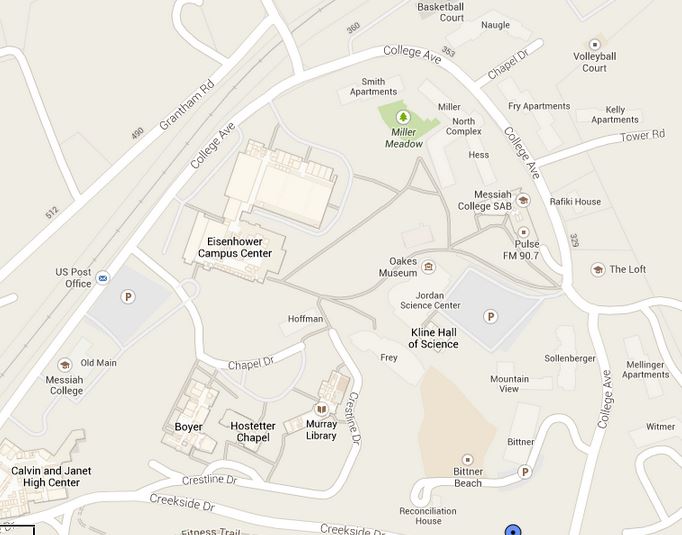 Basketball
Court
Naugle
360
College Ave
353
Chapel Dr
Volleyball
Court
Smith
Apartments
Grantham Rd
490
College Ave
Miller
Meadow
Miller
North
Complex
Hess
Fry Apartments
Kelly
Apartments
College Ave
Tower Rd
512
Messiah
College SAB
Rafiki House
Eisenhower
Campus Center
Pulse
FM 90.7
329
US Post
Office
P
Oakes
Museum
The Loft
Jordan
Science Center
P
Hoffman
Kline Hall
of Science
Old Main
Messiah
College
Chapel Dr
Frey
Sollenberger
Mellinger
Apartments
Mountain
View
College Ave
Crestline Dr
Boyer
Hostetter
Chapel
Murray
Library
Bittner
Witmer
Calvin and Janet
High Center
Crestline Dr
Bittner
Beach
P
Creekside Dr
Reconciliation
House
Fitness Trail
Creekside Dr